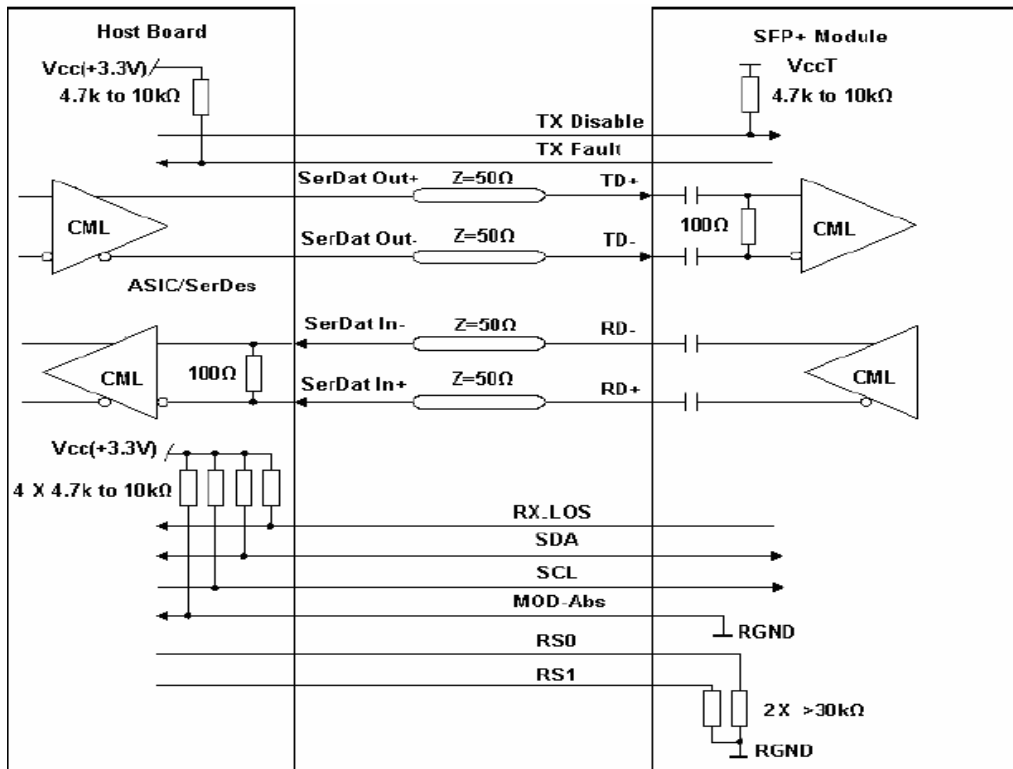 Host Board
SFP+ Module
Vcc(+3.3V)
4.7k to 10kΩ
VccT
4.7k to 10kΩ
TX Disable
TX Fault
SerDat Out+
Z=50Ω
TD+
CML
100Ω
CML
SerDat Out-
Z=50Ω
TD-
ASIC/SerDes
SerDat In-
Z=50Ω
RD-
CML
100Ω
CML
SerDat In+
Z=50Ω
RD+
Vcc(+3.3V)
4 X 4.7k to 10kΩ
RX_LOS
SDA
SCL
MOD-Abs
RGND
RS0
RS1
2X >30kΩ
RGND